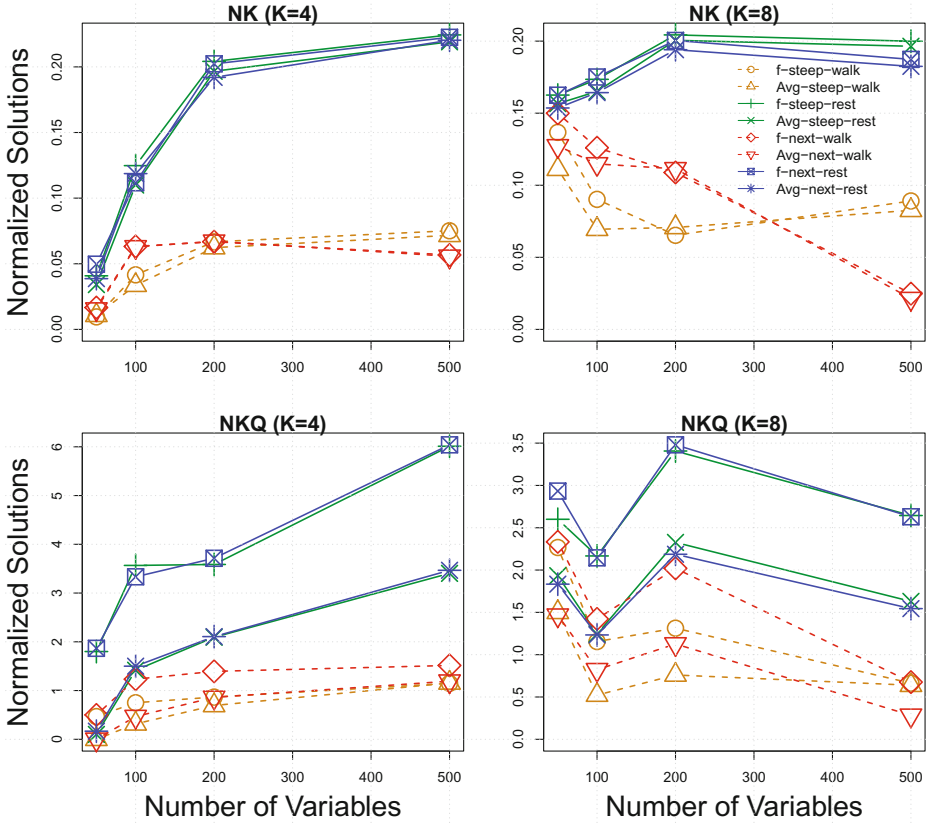 NK (K=4)
NK (K=8)
Normalized Solutions
0.00
0.05
0.10
0.15
0.20
100
200
300
400
500
0.00
0.05
0.10
0.15
0.20
100
200
300
400
500
f-steep-walk
Avg-steep-walk
f-steep-rest
Avg-steep-rest
f-next-walk
Avg-next-walk
f-next-rest
Avg-next-rest
NKQ (K=4)
NKQ (K=8)
Normalized Solutions
0
1
2
3
4
5
6
100
200
300
400
500
0.0
0.5
1.0
1.5
2.0
2.5
3.0
3.5
100
200
300
400
500
Number of Variables
Number of Variables